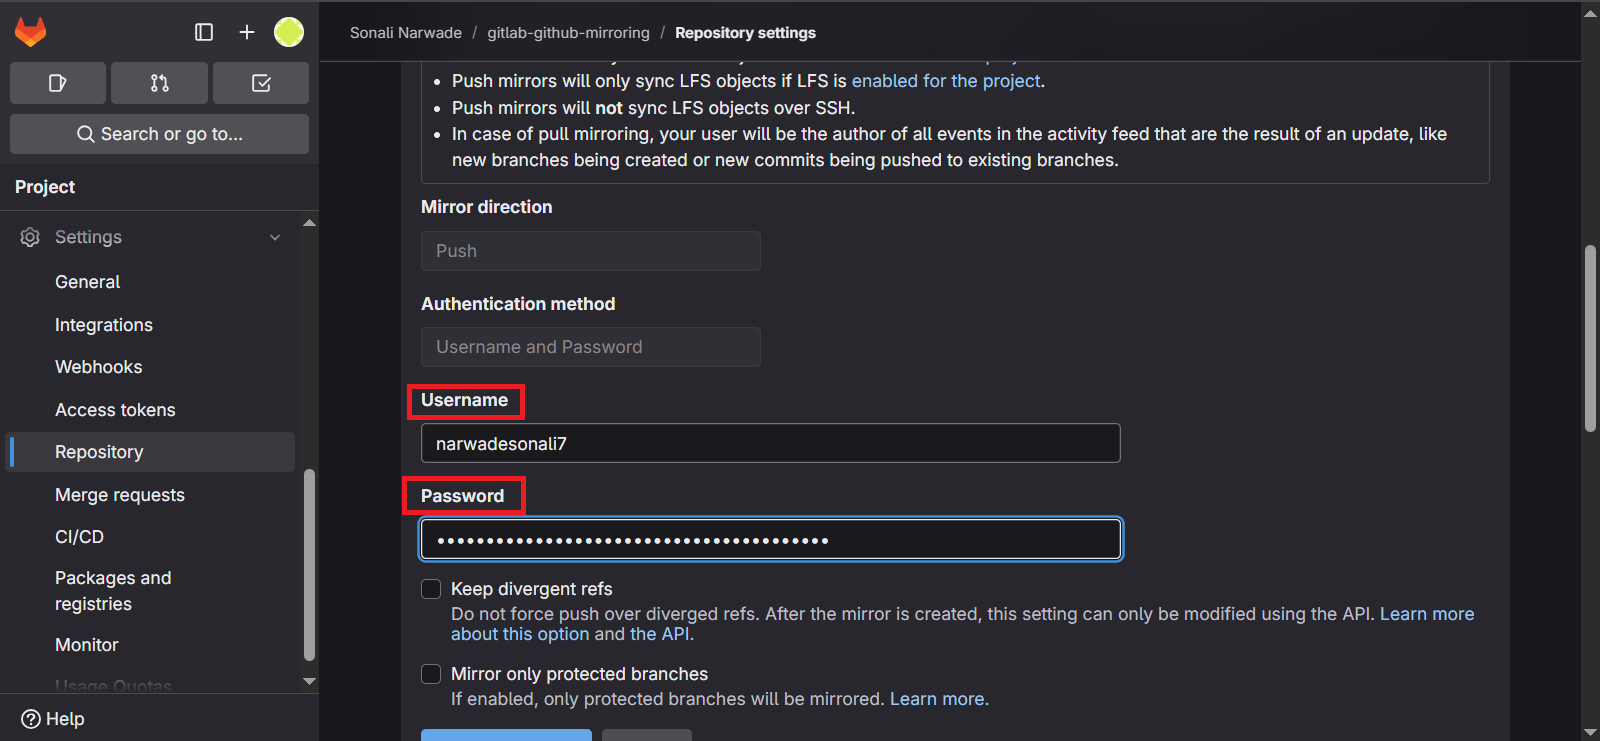 Sonali Narwade / gitlab-github-mirroring / Repository settings
Search or go to...
Project
Settings
General
Integrations
Webhooks
Access tokens
Repository
Merge requests
CI/CD
Packages and
registries
Monitor
Usage Quotas
Help
Push mirrors will only sync LFS objects if LFS is enabled for the project.
Push mirrors will not sync LFS objects over SSH.
In case of pull mirroring, your user will be the author of all events in the activity feed that are the result of an update, like
new branches being created or new commits being pushed to existing branches.
Mirror direction
Push
Authentication method
Username and Password
Username
narwadesonali7
Password
Keep divergent refs
Do not force push over diverged refs. After the mirror is created, this setting can only be modified using the API. Learn more
about this option and the API.
Mirror only protected branches
If enabled, only protected branches will be mirrored. Learn more.